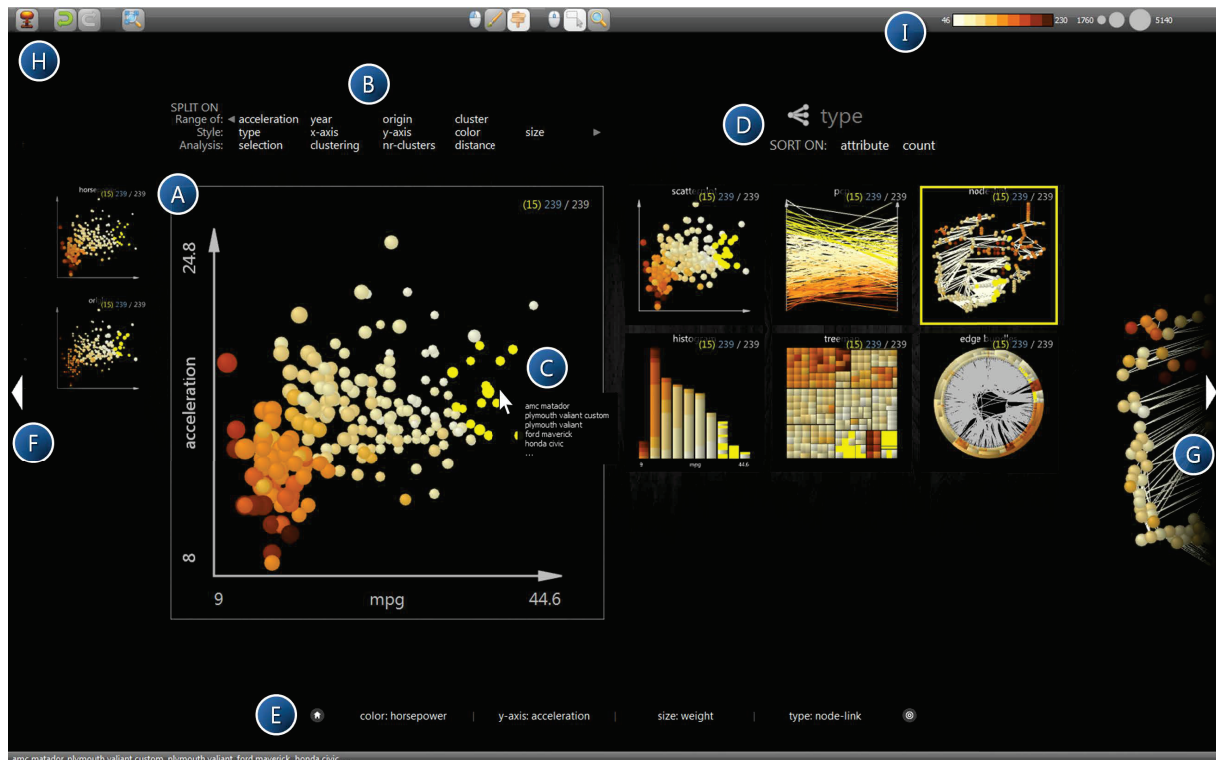 46
230
1760
5140
I
H
B
SPLIT ON
Range of: acceleration year origin cluster
Style: type x-axis y-axis color size
Analysis: selection clustering nr-clusters distance
D
type
SORT ON: attribute count
(15) 239 / 239
(15) 239 / 239
A
(15) 239 / 239
24.8
acceleration
8
9
mpg
44.6
C
amc matador
plymouth valiant custom
plymouth valiant
ford maverick
honda civic
...
(15) 239 / 239
(15) 239 / 239
(15) 239 / 239
(15) 239 / 239
9
mpg
44.6
(15) 239 / 239
(15) 239 / 239
F
G
E
color: horsepower | y-axis: acceleration | size: weight | type: node-link
amc matador, plymouth valiant custom, plymouth valiant, ford maverick, honda civic